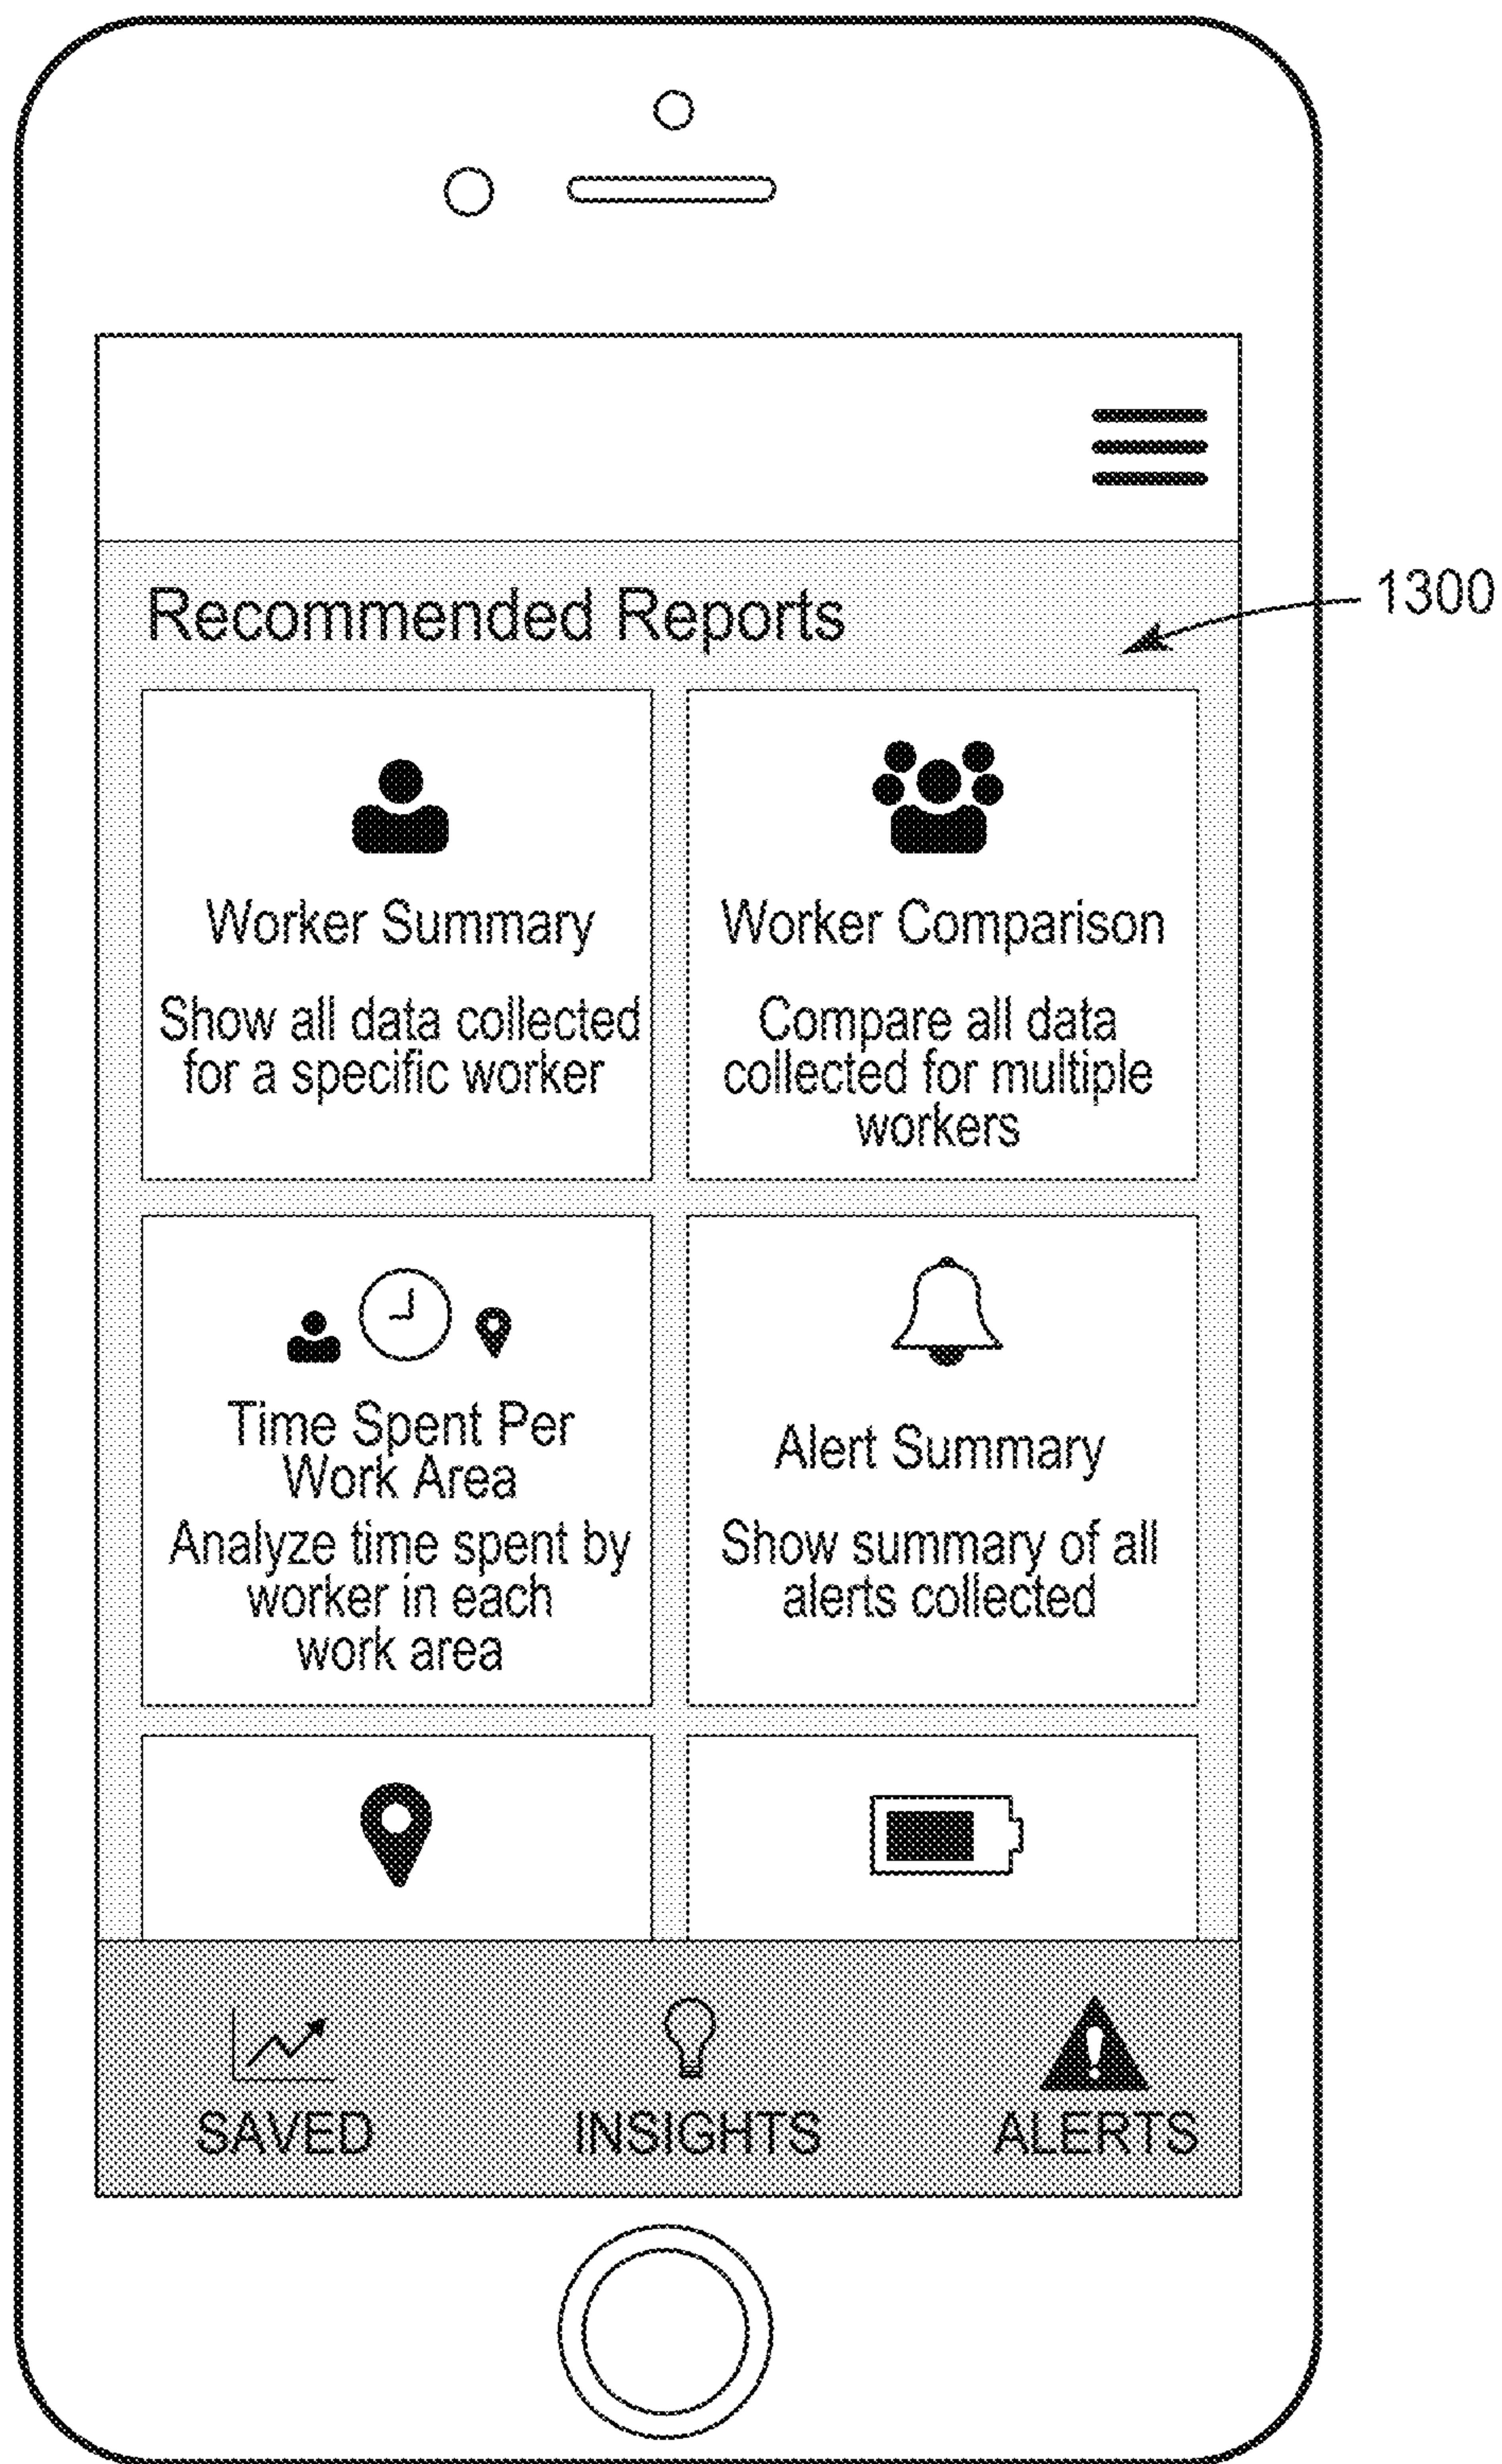 Recommended Reports
1300
Worker Summary
Show all data collected
for a specific worker
Worker Comparison
Compare all data
collected for multiple
workers
Time Spent Per
Work Area
Analyze time spent by
worker in each
work area
Alert Summary
Show summary of all
alerts collected
SAVED
INSIGHTS
ALERTS